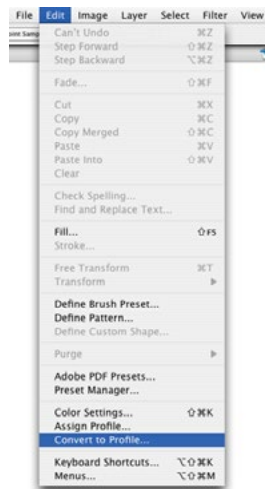 File Edit Image Layer Select Filter View
Can't Undo ⌘Z
Step Forward ⇧⌘Z
Step Backward ⌥⌘Z
Fade... ⇧⌘F
Cut ⌘X
Copy ⌘C
Copy Merged ⇧⌘C
Paste ⌘V
Paste Into ⇧⌘V
Clear
Check Spelling...
Find and Replace Text...
Fill... ⇧F5
Stroke...
Free Transform ⌘T
Transform ▶
Define Brush Preset...
Define Pattern...
Define Custom Shape...
Purge ▶
Adobe PDF Presets...
Preset Manager...
Color Settings... ⇧⌘K
Assign Profile...
Convert to Profile...
Keyboard Shortcuts... ⌥⇧⌘K
Menus... ⌥⇧⌘M